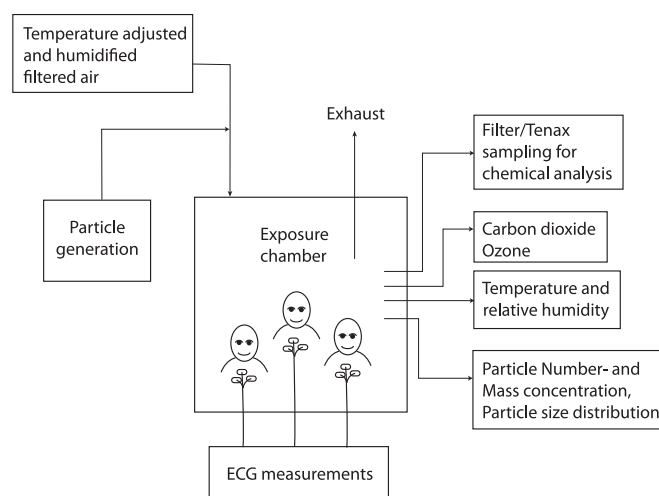 Temperature adjusted
and humidified
filtered air
Exhaust
Filter/Tenax
sampling for
chemical analysis
Particle
generation
Exposure
chamber
Carbon dioxide
Ozone
Temperature and
relative humidity
Particle Number- and
Mass concentration,
Particle size distribution
ECG measurements